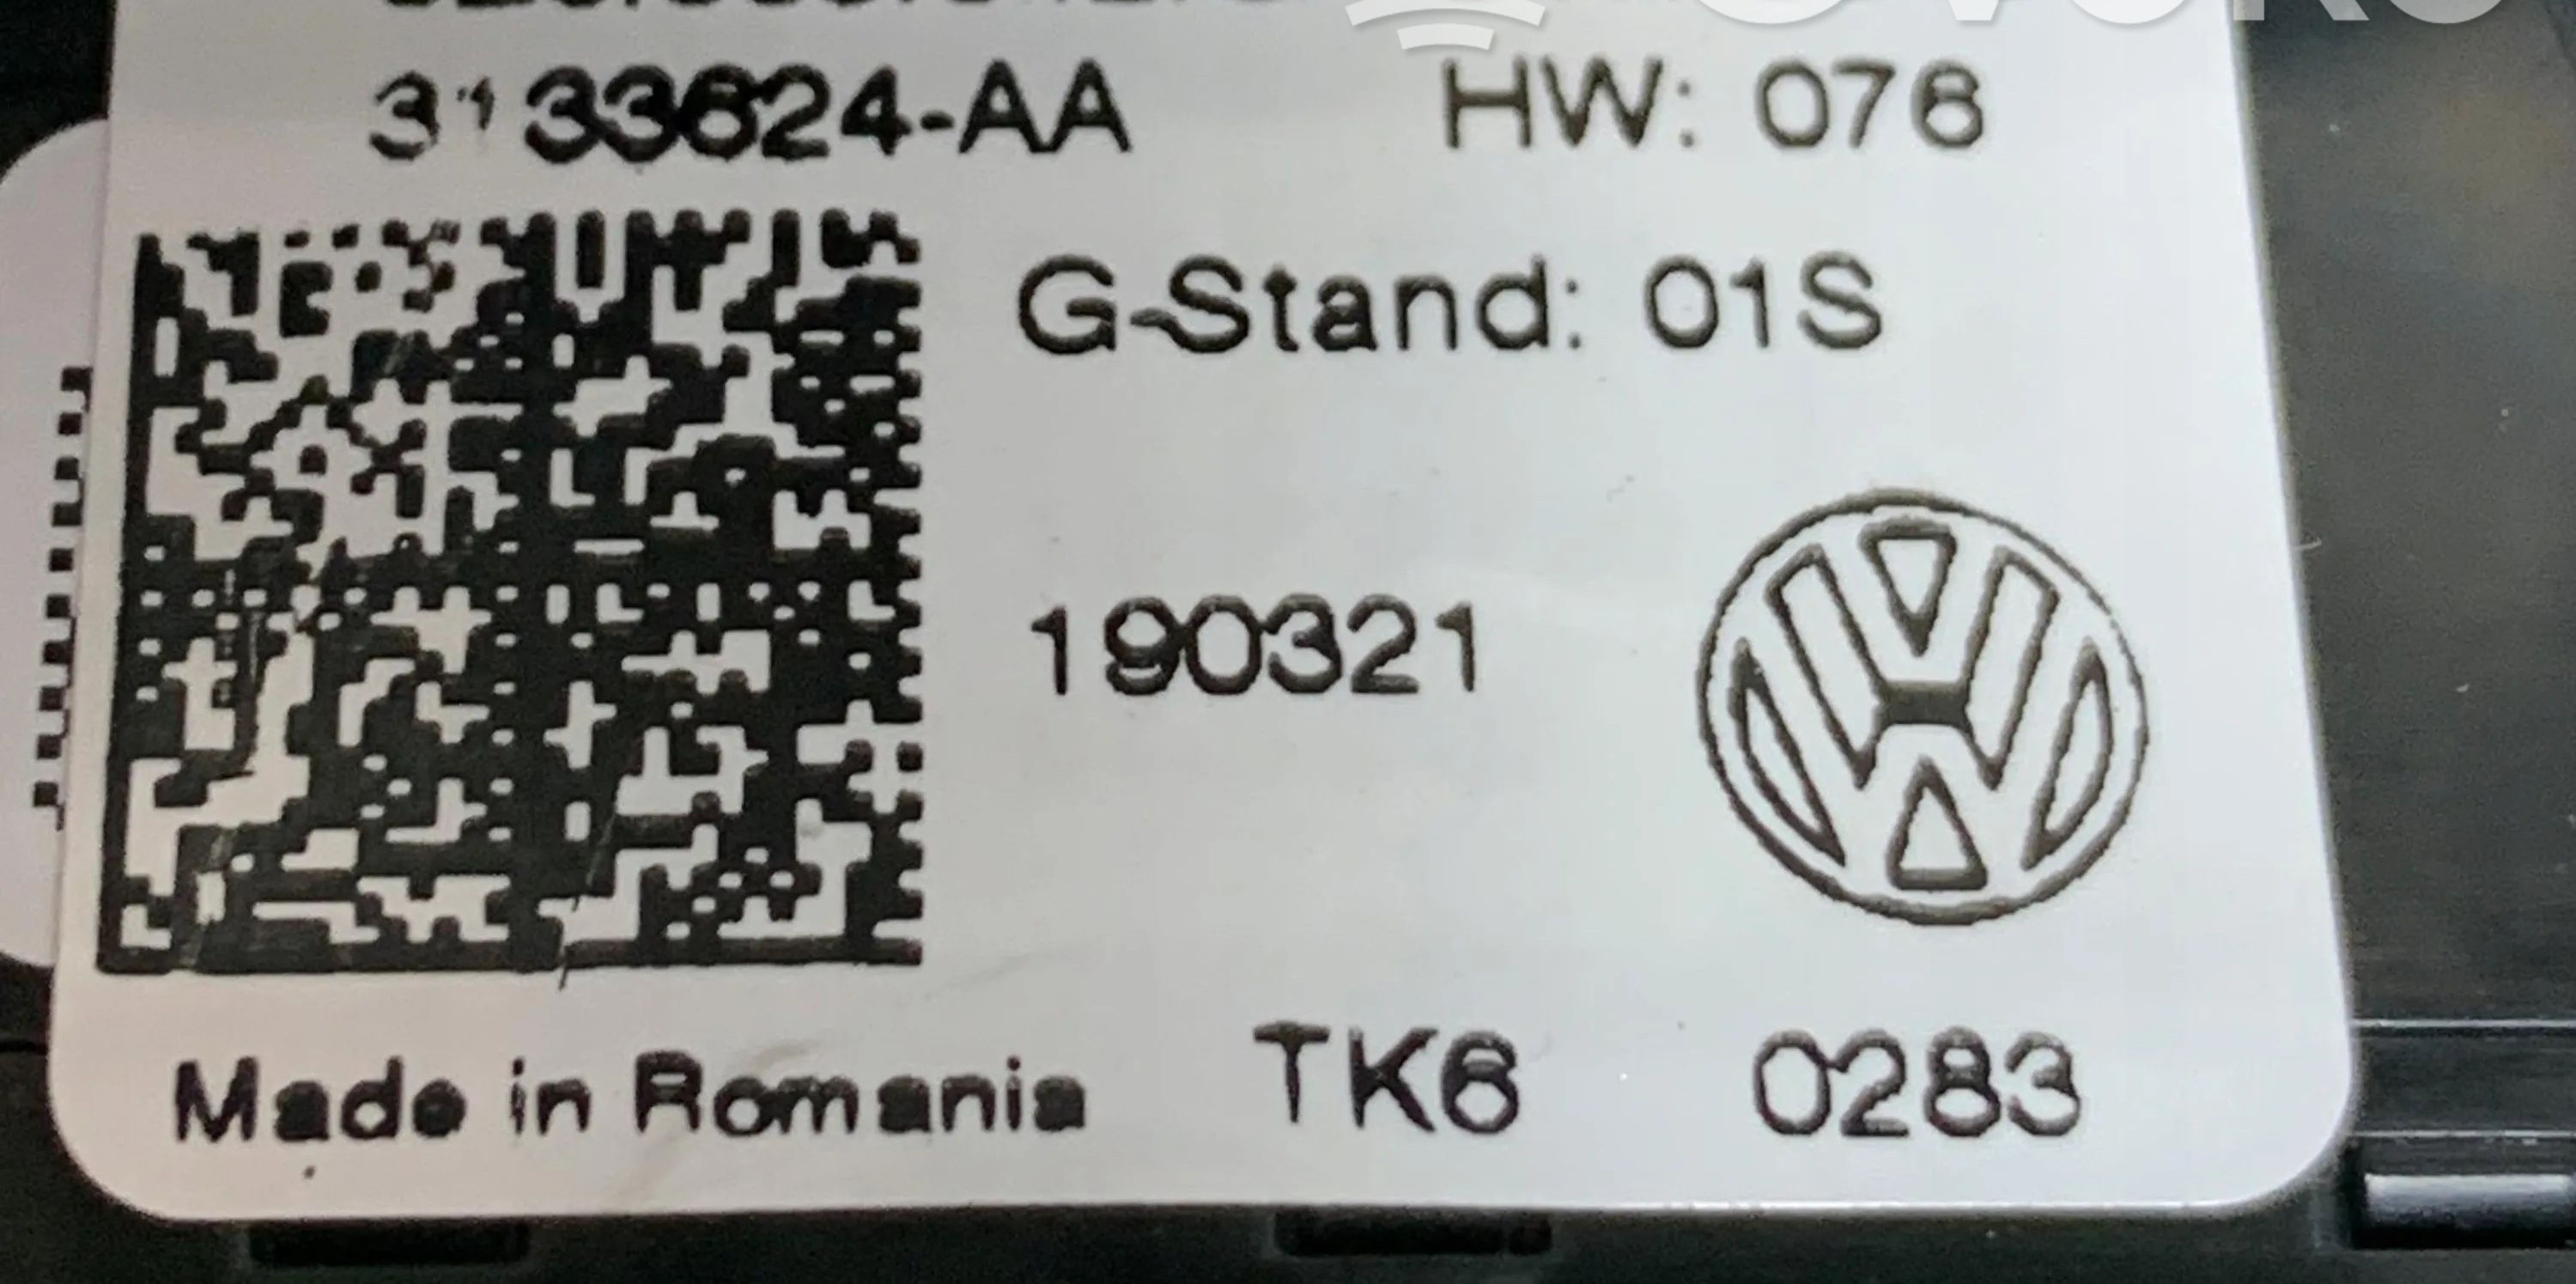 3133624-AA HW: 076
G-Stand: 01S
190321
Made in Romania TK6 0283